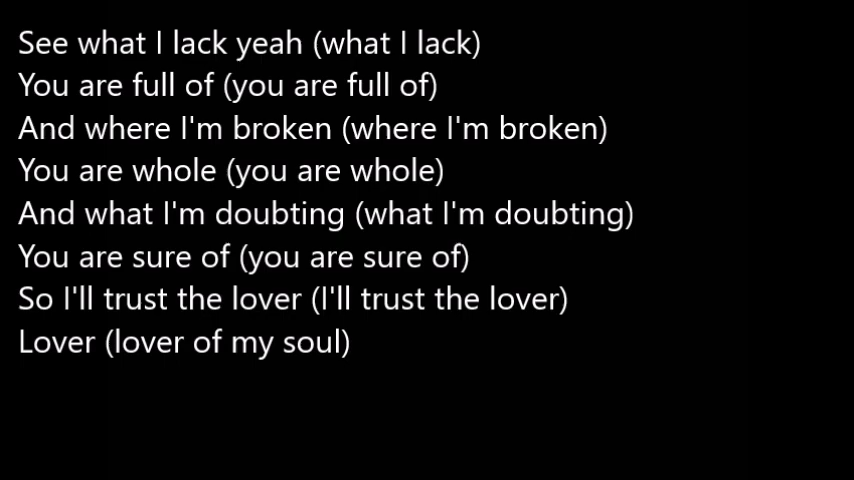 See what I lack yeah (what I lack)
You are full of (you are full of)
And where I'm broken (where I'm broken)
You are whole (you are whole)
And what I'm doubting (what I'm doubting)
You are sure of (you are sure of)
So I'll trust the lover (I'll trust the lover)
Lover (lover of my soul)